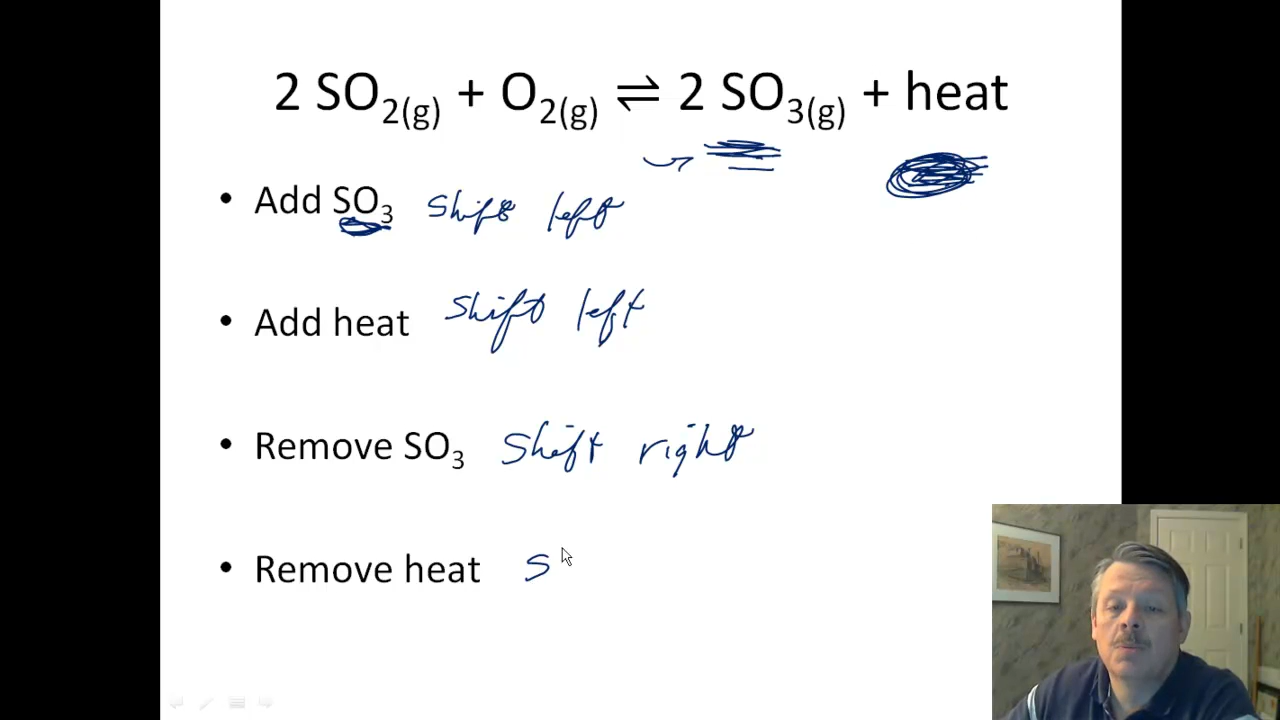 2 SO₂(g) + O₂(g) ⇌ 2 SO₃(g) + heat
• Add SO₃ shift left
• Add heat shift left
• Remove SO₃ shift right
• Remove heat S